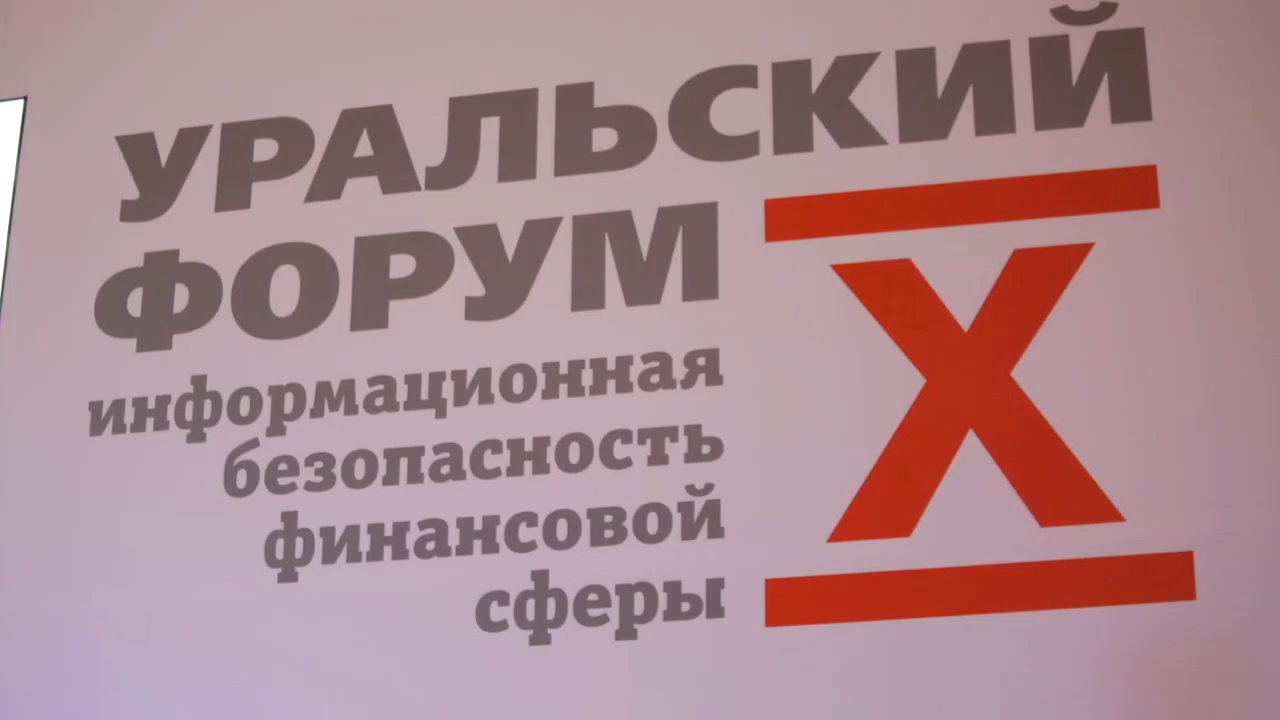 УРАЛЬСКИЙ
ФОРУМ
информационная
безопасность
финансовой
сферы
X